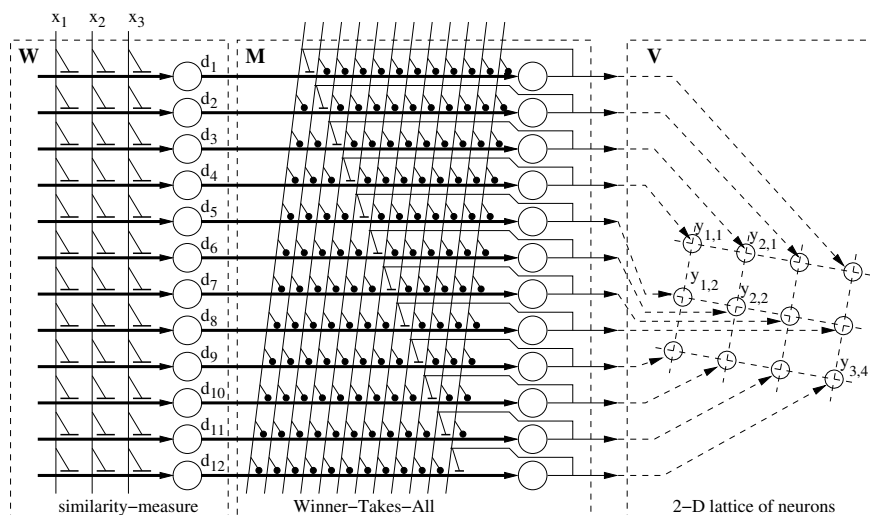 x1 x2 x3
W M V
d1
d2
d3
d4
d5
d6
d7
d8
d9
d10
d11
d12
y1,1 y2,1
y1,2 y2,2
y3,4
similarity−measure Winner−Takes−All 2−D lattice of neurons